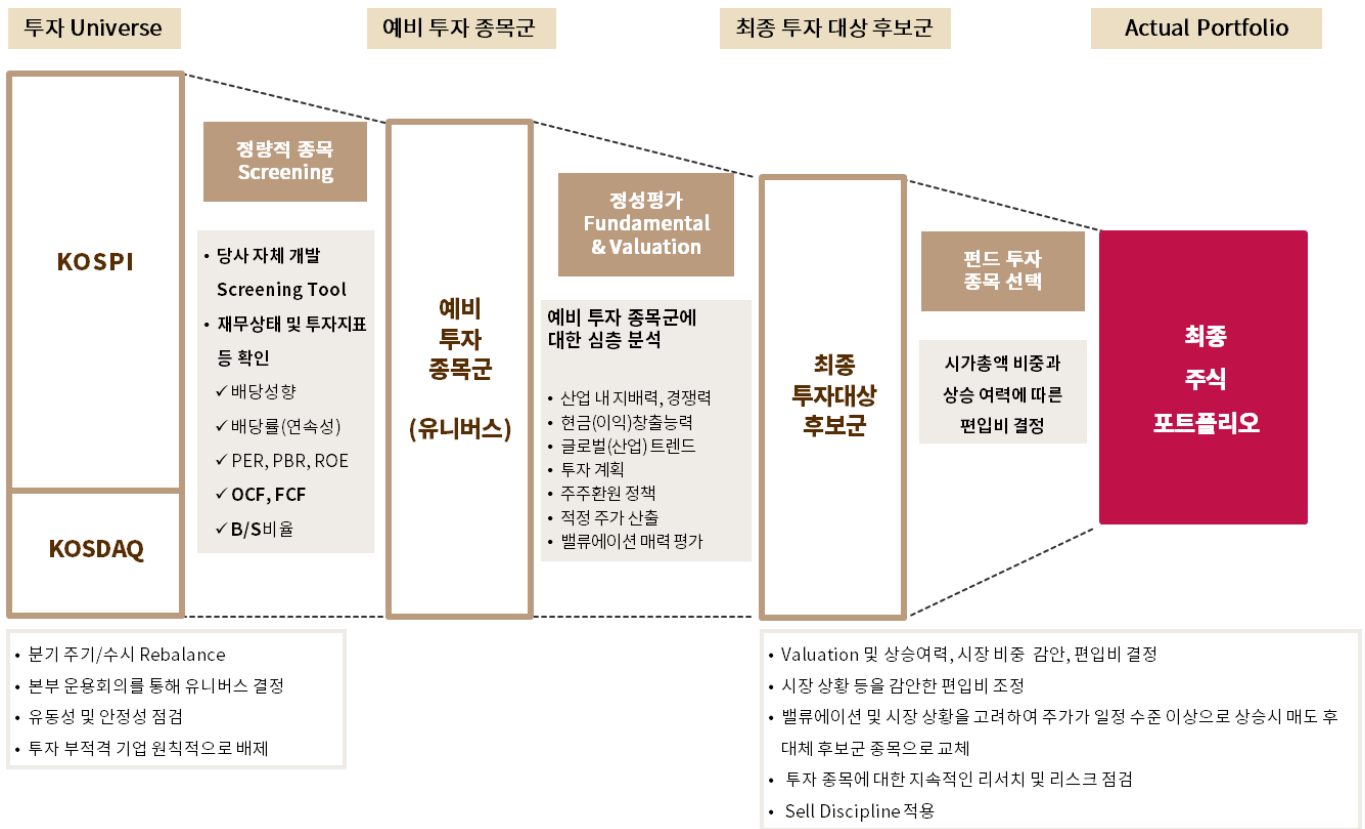 투자 Universe
예비 투자 종목군
최종 투자 대상 후보군
Actual Portfolio
KOSPI
KOSDAQ
정량적 종목
Screening
• 당사 자체 개발
Screening Tool
• 재무상태 및 투자지표
등 확인
✓ 배당성향
✓ 배당률(연속성)
✓ PER, PBR, ROE
✓ OCF, FCF
✓ B/S비율
예비
투자
종목군
(유니버스)
정성평가
Fundamental
& Valuation
예비 투자 종목군에
대한 심층 분석
• 산업 내 지배력, 경쟁력
• 현금(이익)창출능력
• 글로벌(산업) 트렌드
• 투자 계획
• 주주환원 정책
• 적정 주가 산출
• 밸류에이션 매력 평가
최종
투자대상
후보군
펀드 투자
종목 선택
시가총액 비중과
상승 여력에 따른
편입비 결정
최종
주식
포트폴리오
• 분기 주기/수시 Rebalance
• 본부 운용회의를 통해 유니버스 결정
• 유동성 및 안정성 점검
• 투자 부적격 기업 원칙적으로 배제
• Valuation 및 상승여력, 시장 비중 감안, 편입비 결정
• 시장 상황 등을 감안한 편입비 조정
• 밸류에이션 및 시장 상황을 고려하여 주가가 일정 수준 이상으로 상승시 매도 후
대체 후보군 종목으로 교체
• 투자 종목에 대한 지속적인 리서치 및 리스크 점검
• Sell Discipline 적용